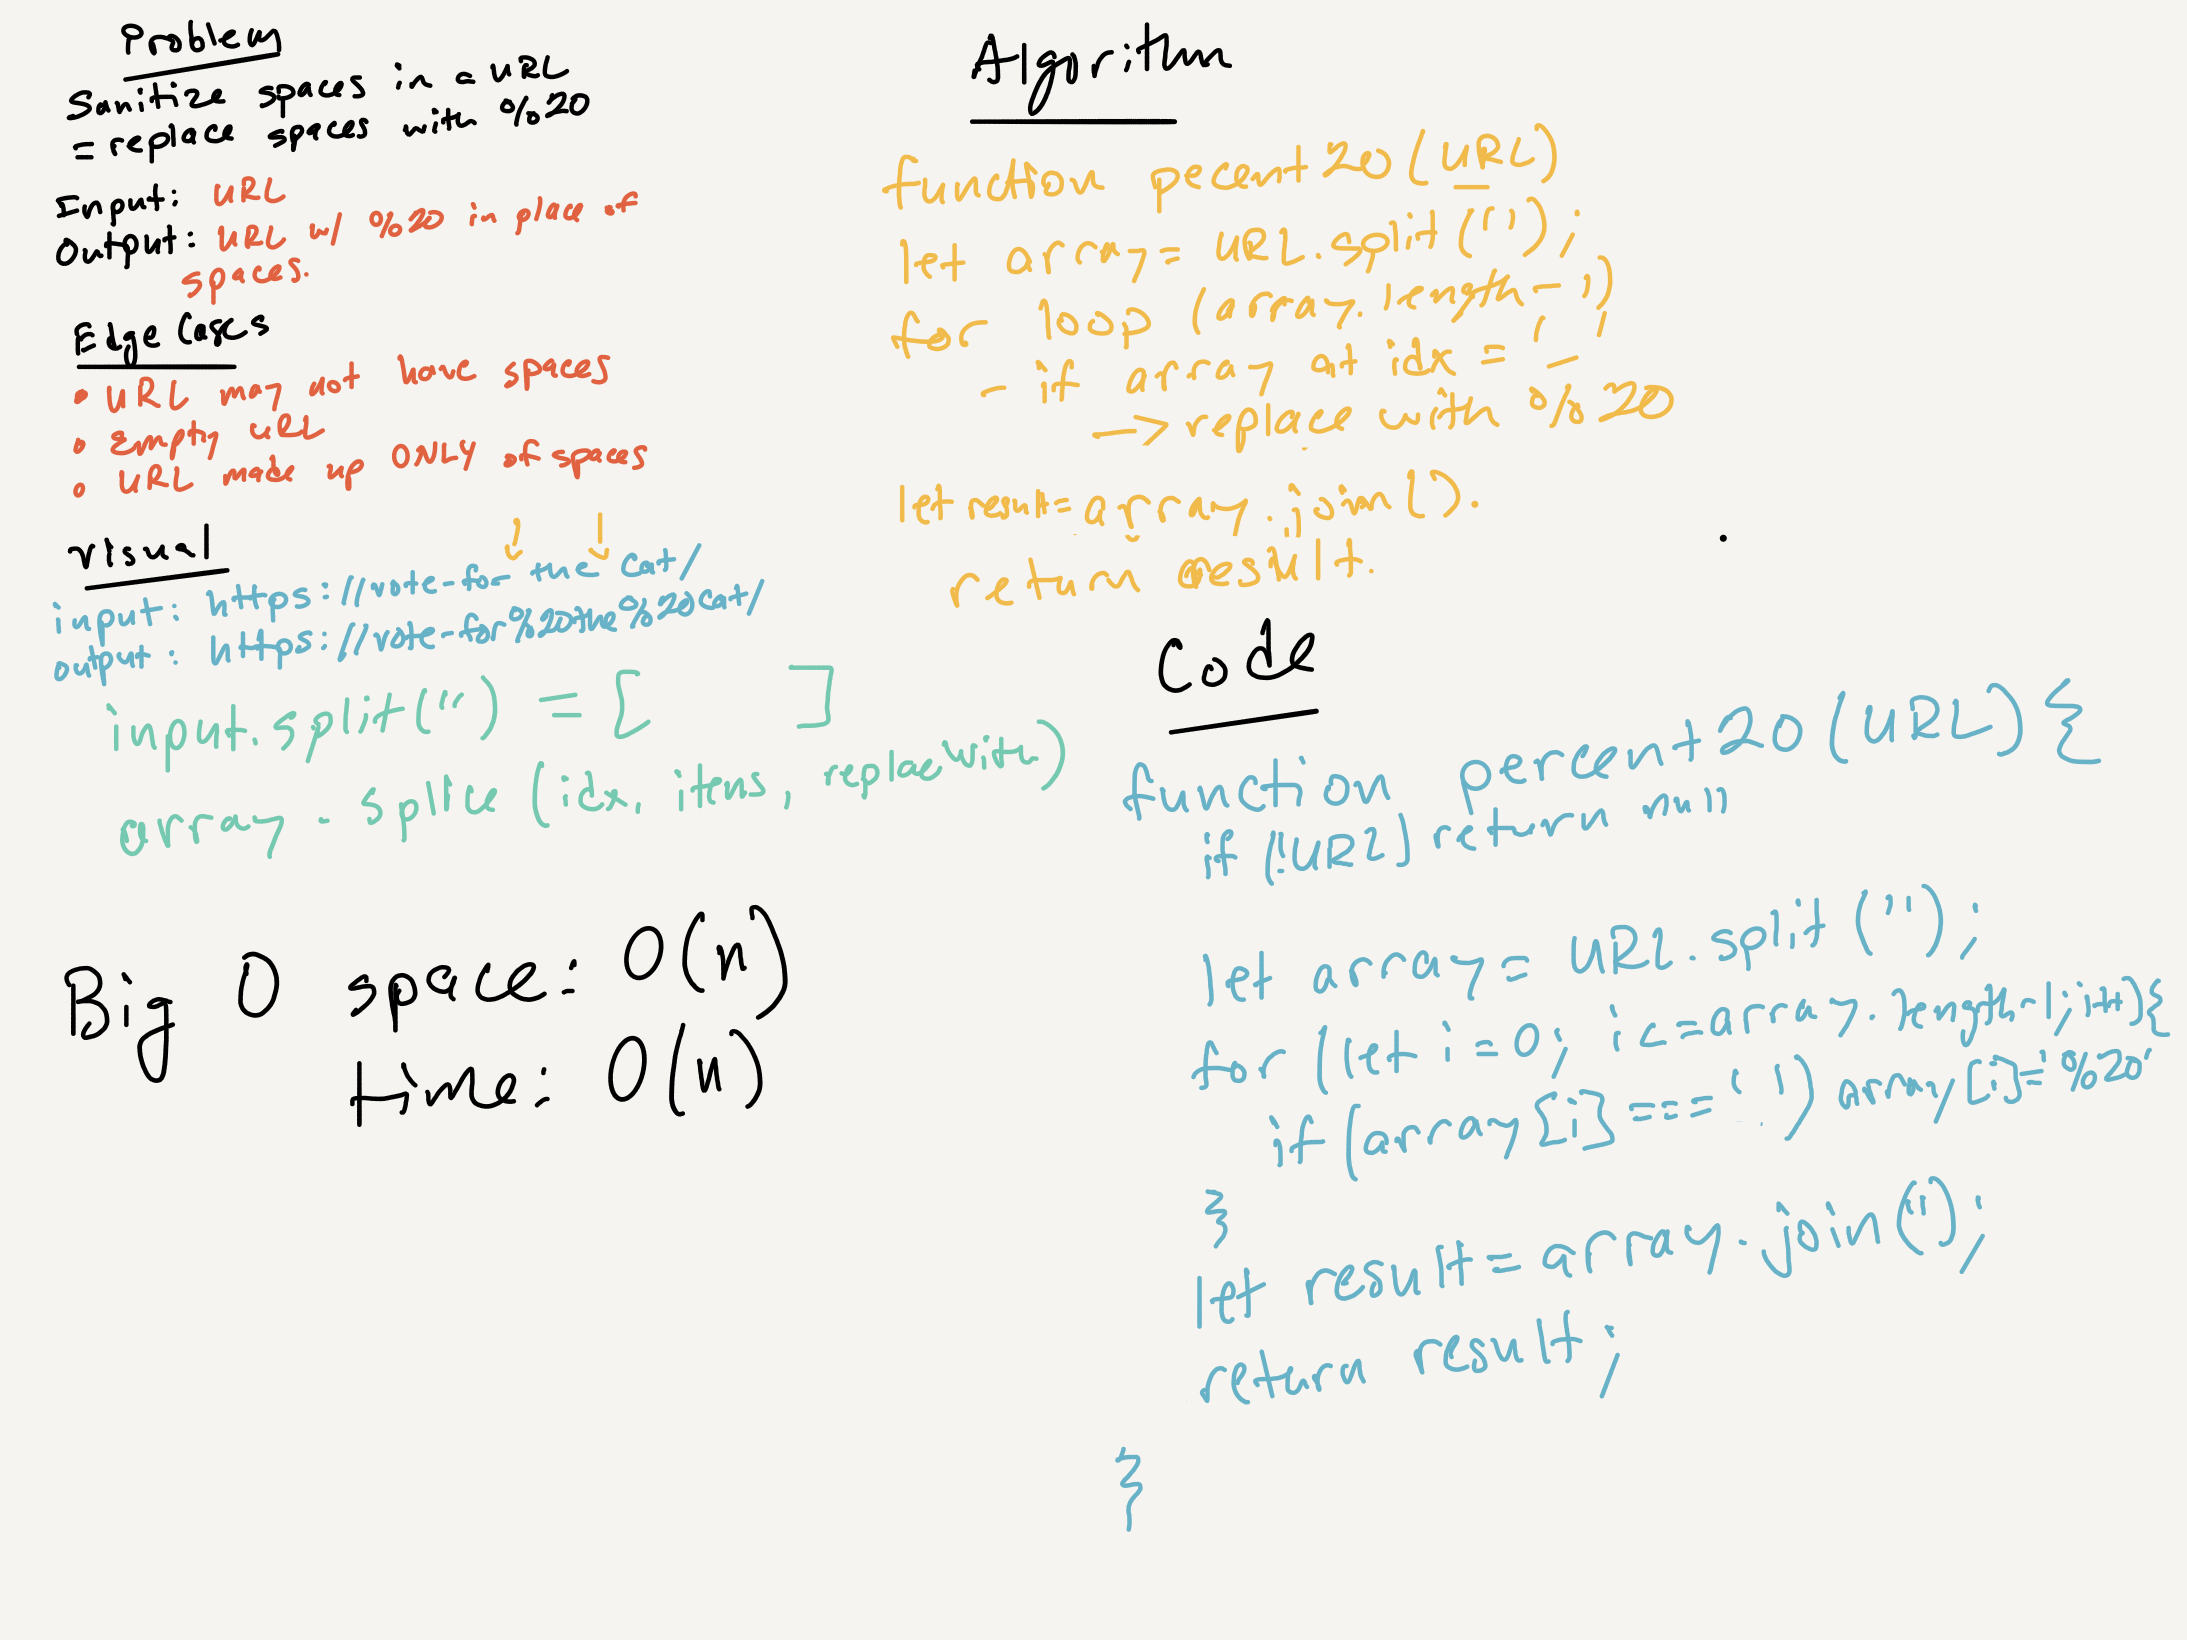 Problem
Sanitize spaces in a URL
= replace spaces with %20
Input: URL
Output: URL w/ %20 in place of
spaces.
Edge Cases
• URL may not have spaces
• Empty URL
• URL made up ONLY of spaces
Visual
input: https://vote-for the cat/
output: https://vote-for%20the%20cat/
input.split('') = [ ]
array.splice(idx, items, replacewith)
Big O space: O(n)
time: O(n)
Algorithm
function pecent20(URL)
let array = URL.split('');
for loop (array.length-1)
- if array at idx = '_'
→ replace with %20
let result = array.join().
return result.
Code
function percent20(URL){
if(!URL) return null
let array = URL.split('');
for(let i=0; i<=array.length-1; i++){
if(array[i]===' ') array[i]='%20'
}
let result = array.join('');
return result;
}